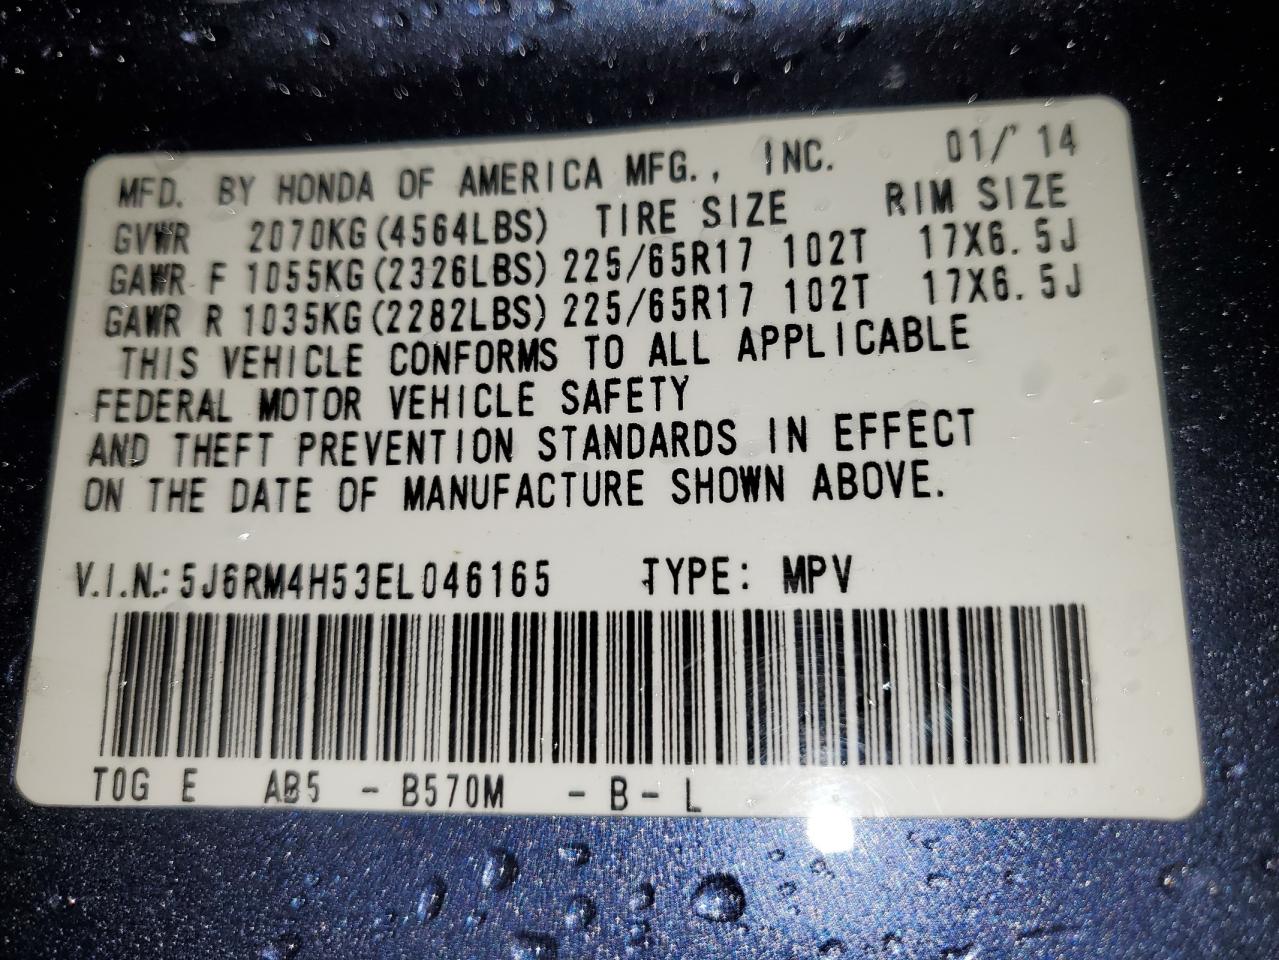 MFD. BY HONDA OF AMERICA MFG., INC. 01/'14
GVWR 2070KG(4564LBS) TIRE SIZE RIM SIZE
GAWR F 1055KG(2326LBS) 225/65R17 102T 17X6.5J
GAWR R 1035KG(2282LBS) 225/65R17 102T 17X6.5J
THIS VEHICLE CONFORMS TO ALL APPLICABLE
FEDERAL MOTOR VEHICLE SAFETY
AND THEFT PREVENTION STANDARDS IN EFFECT
ON THE DATE OF MANUFACTURE SHOWN ABOVE.
V.I.N.: 5J6RM4H53EL046165 TYPE: MPV
T0G E AB5 - B570M - B - L